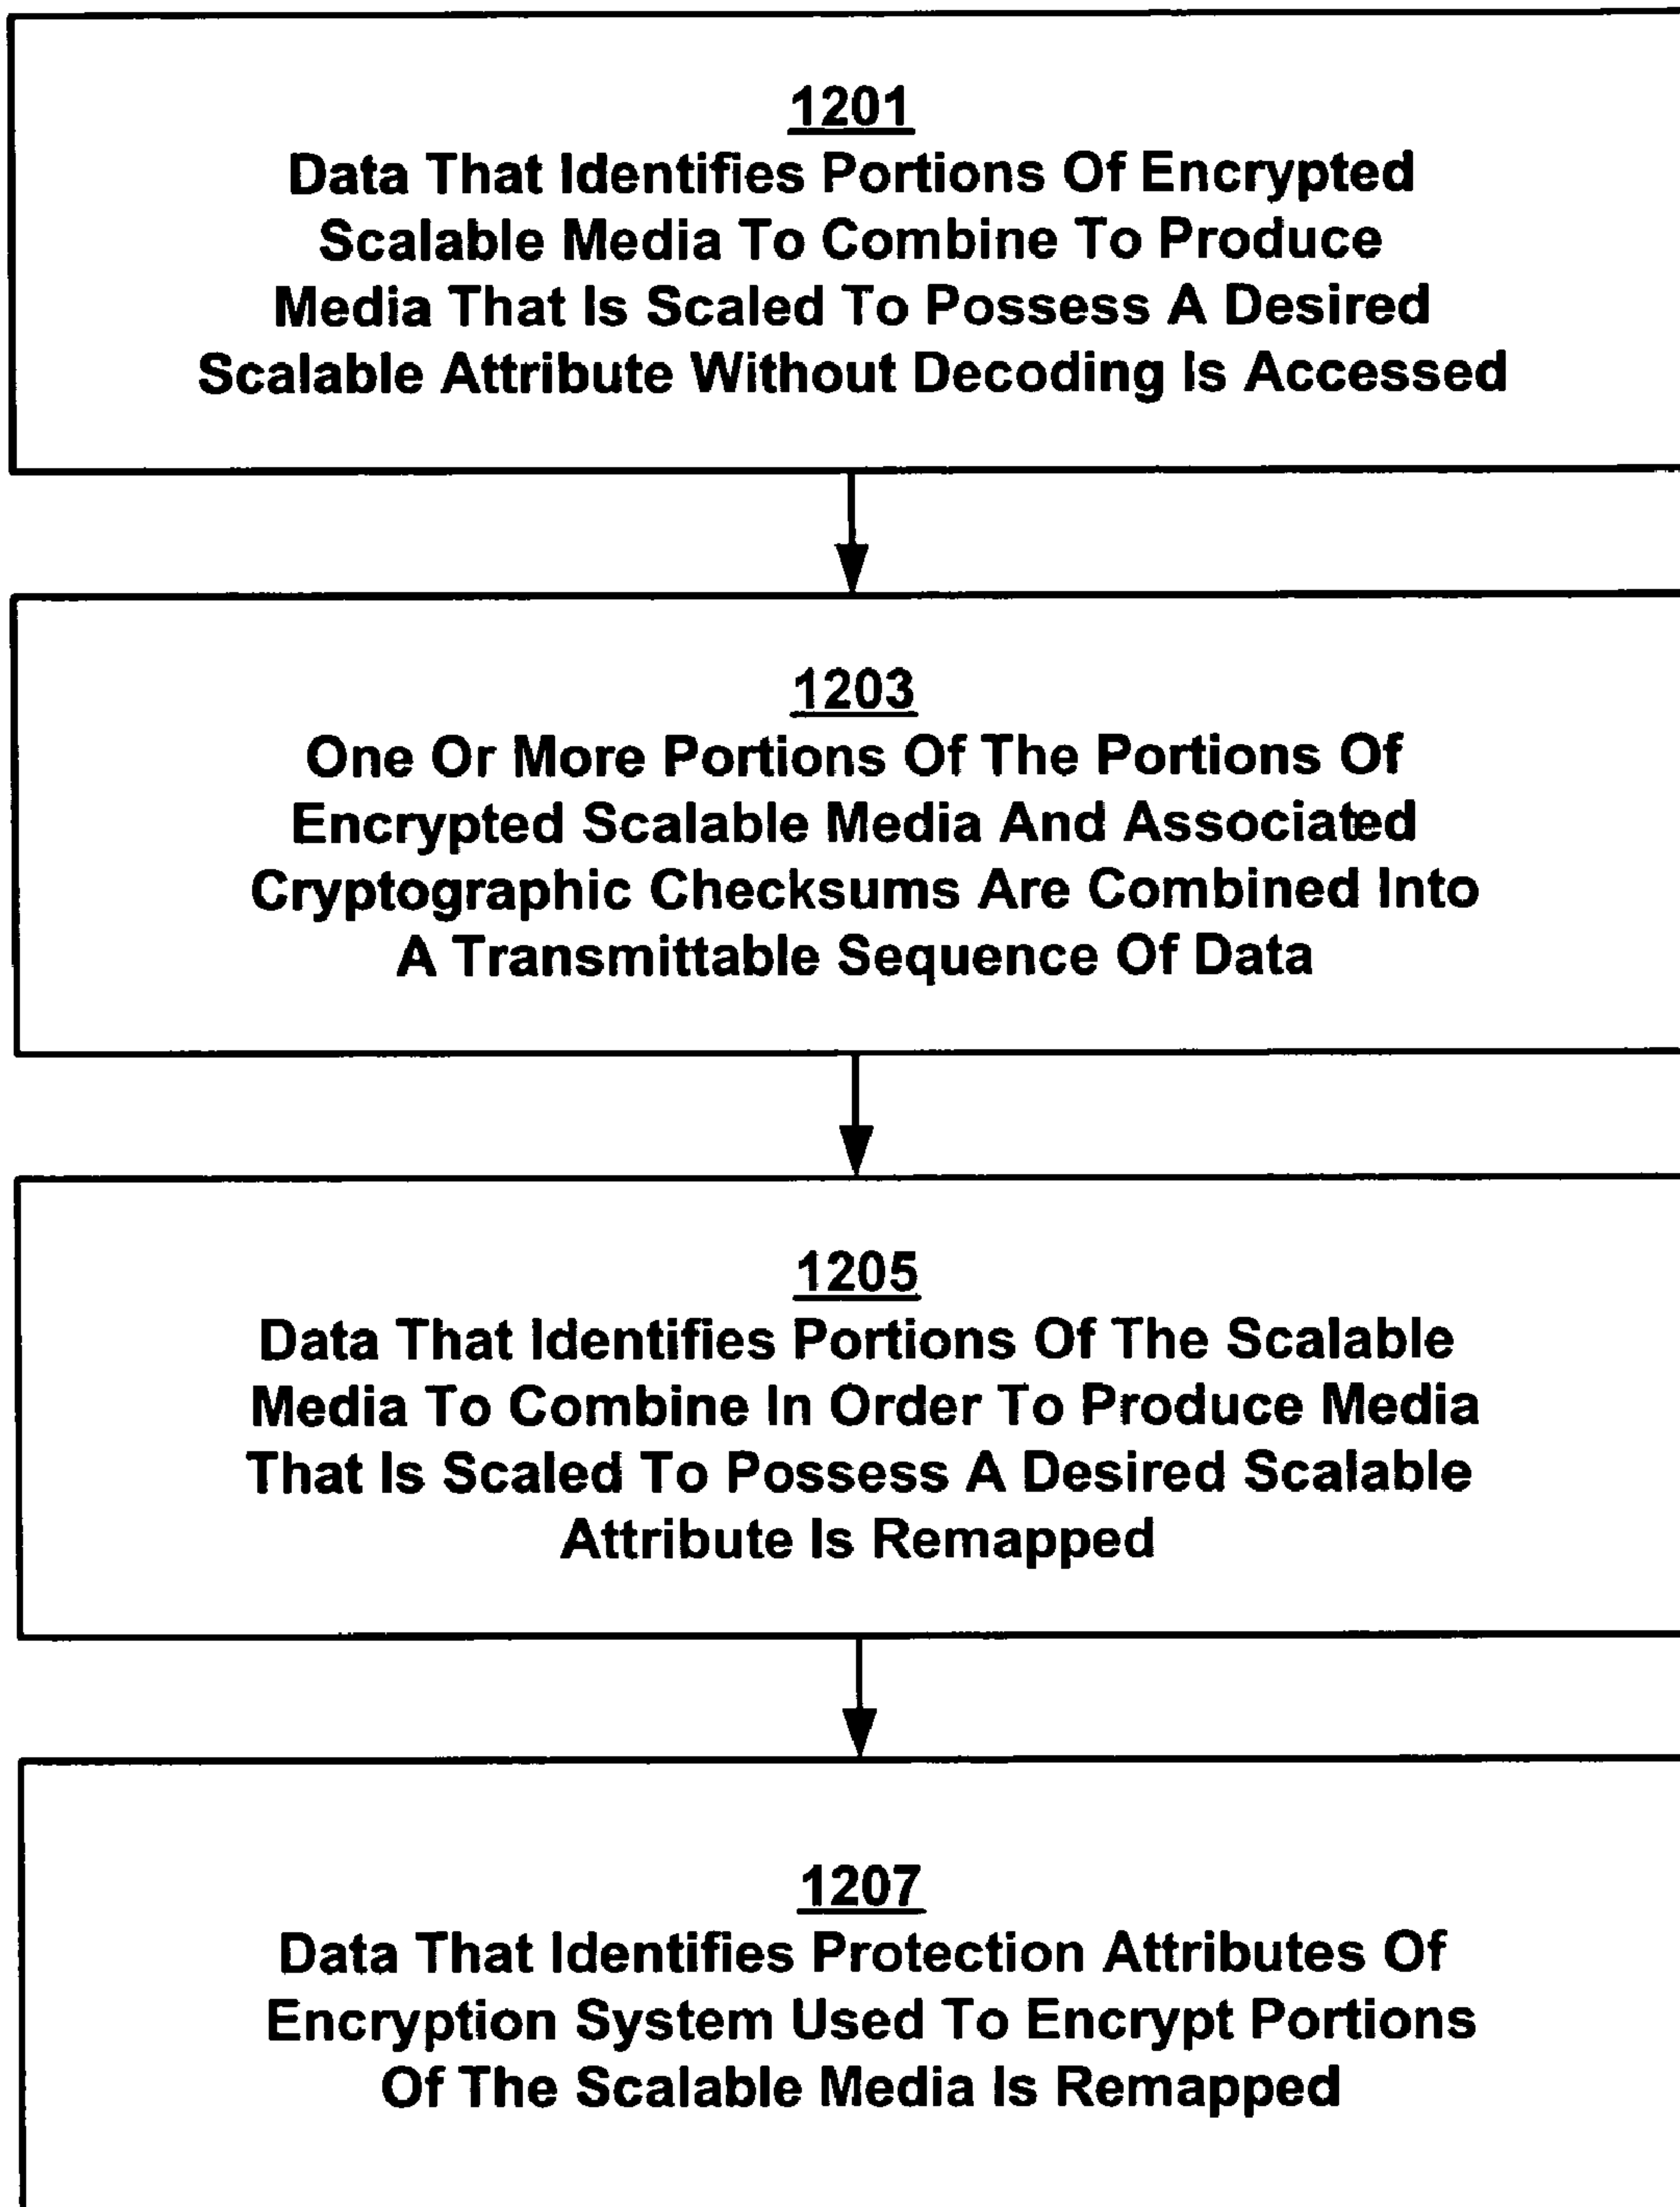 1201
Data That Identifies Portions Of Encrypted
Scalable Media To Combine To Produce
Media That Is Scaled To Possess A Desired
Scalable Attribute Without Decoding Is Accessed
1203
One Or More Portions Of The Portions Of
Encrypted Scalable Media And Associated
Cryptographic Checksums Are Combined Into
A Transmittable Sequence Of Data
1205
Data That Identifies Portions Of The Scalable
Media To Combine In Order To Produce Media
That Is Scaled To Possess A Desired Scalable
Attribute Is Remapped
1207
Data That Identifies Protection Attributes Of
Encryption System Used To Encrypt Portions
Of The Scalable Media Is Remapped